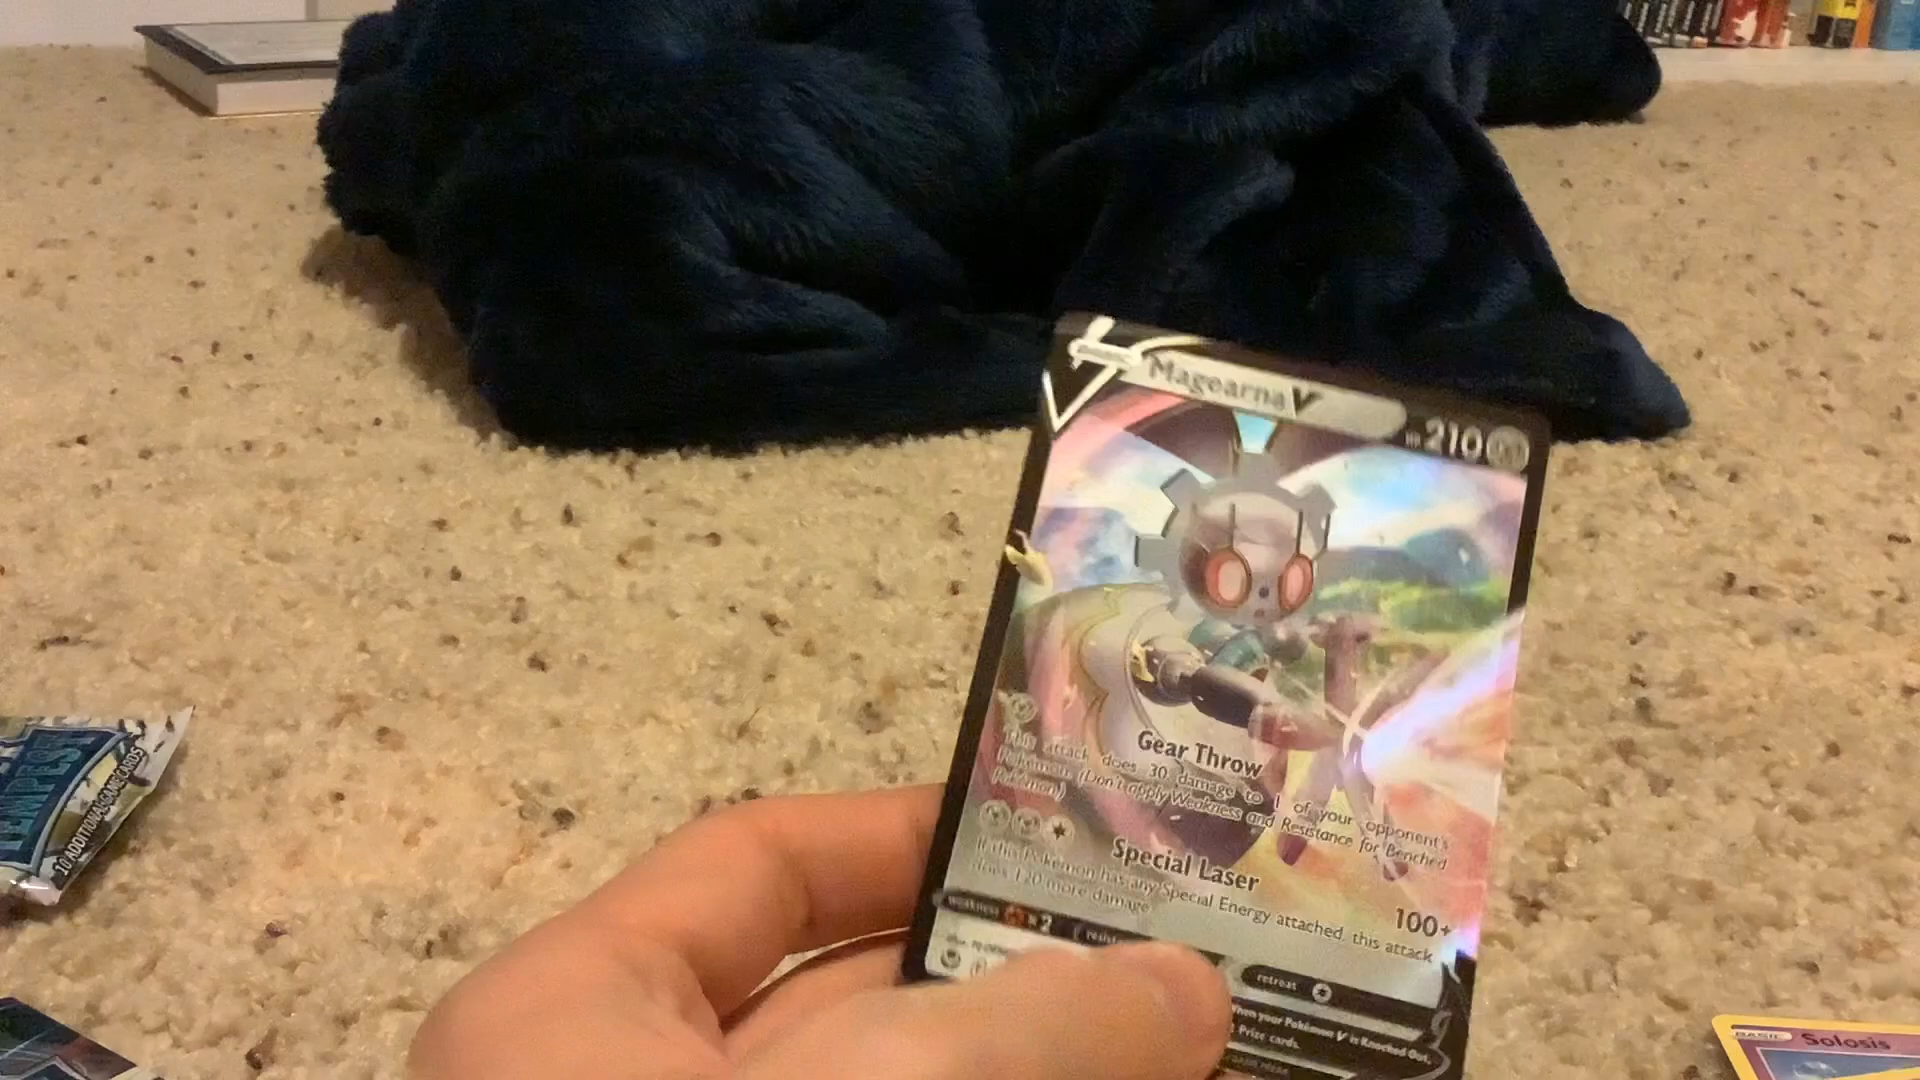 Magearna V
HP 210
Gear Throw
This attack does 30 damage to 1 of your opponent's
Pokémon. (Don't apply Weakness and Resistance for Benched
Pokémon.)
Special Laser
100+
If this Pokémon has any Special Energy attached, this attack
does 120 more damage.
weakness ×2
retreat
When your Pokémon V is Knocked Out,
Prize cards.
TEMPEST
10 ADDITIONAL GAME CARDS
BASIC
Solosis